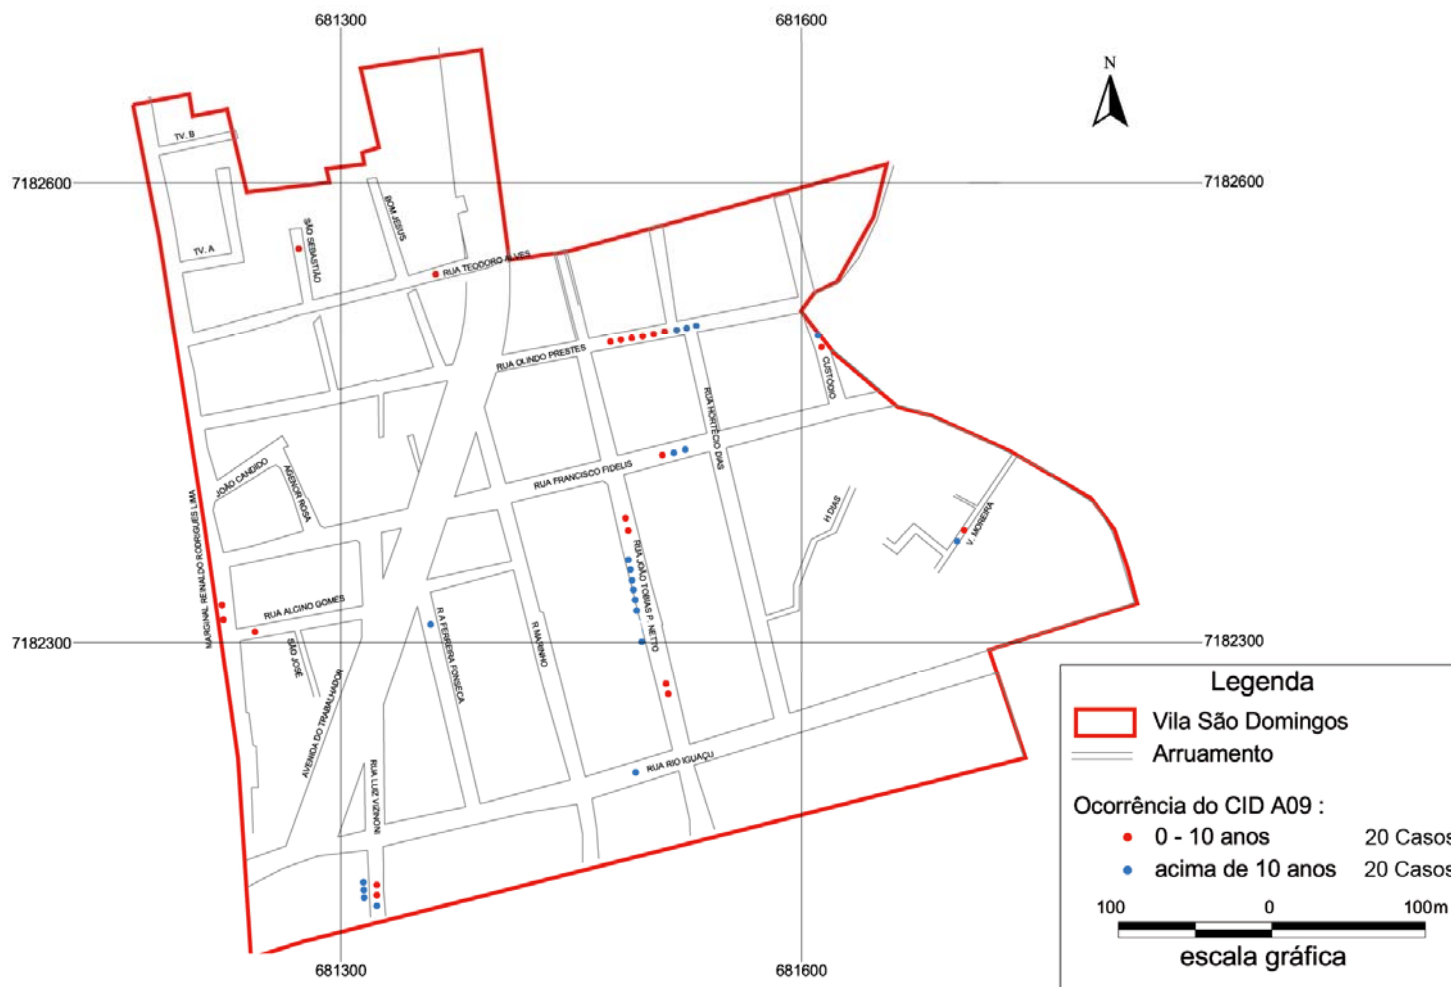 681300
681600
N
TV. B
7182600
7182600
BOM JESUS
SÃO SEBASTIÃO
TV. A
RUA TEODORO ALVES
RUA OLINDO PRESTES
CUSTÓDIO
RUA HORTÊCIO DIAS
RUA FRANCISCO FIDELIS
JOÃO CANDIDO
AGENOR ROSA
H DIAS
V. MOREIRA
MARGINAL REINALDO RODRIGUES LIMA
RUA JOÃO TOBIAS P. NETTO
RUA ALCINO GOMES
R A FERREIRA FONSECA
R MARINHO
7182300
7182300
SÃO JOSÉ
AVENIDA DO TRABALHADOR
RUA RIO IGUAÇU
RUA LUIZ VIZINONI
Legenda
Vila São Domingos
Arruamento
Ocorrência do CID A09 :
0 - 10 anos 20 Casos
acima de 10 anos 20 Casos
100 0 100m
escala gráfica
681300
681600